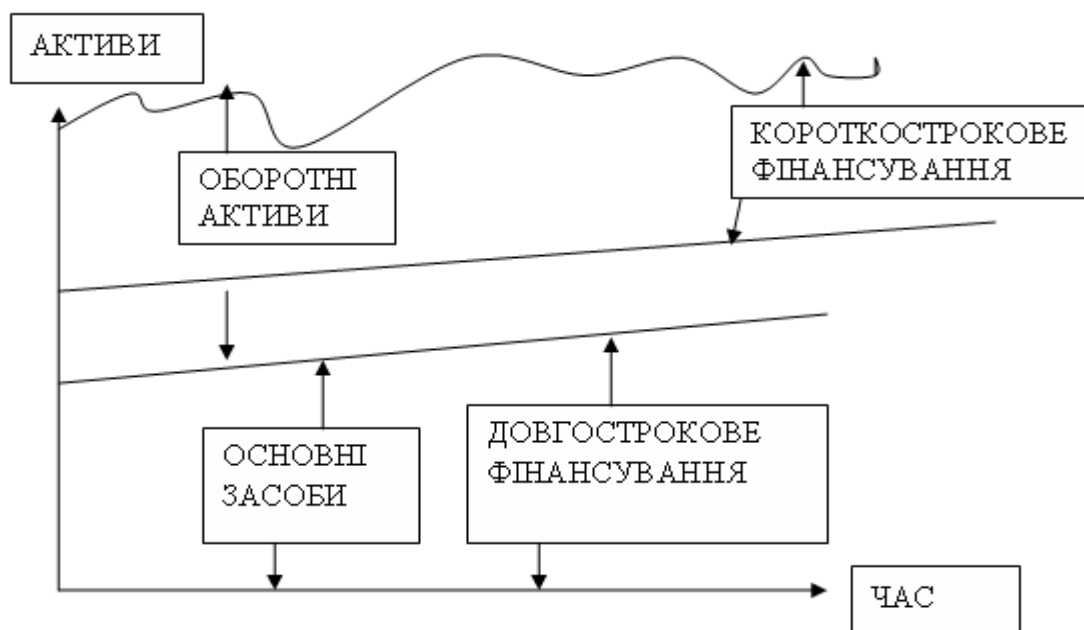 АКТИВИ
КОРОТКОСТРОКОВЕ
ФІНАНСУВАННЯ
ОБОРОТНІ
АКТИВИ
ОСНОВНІ
ЗАСОБИ
ДОВГОСТРОКОВЕ
ФІНАНСУВАННЯ
ЧАС